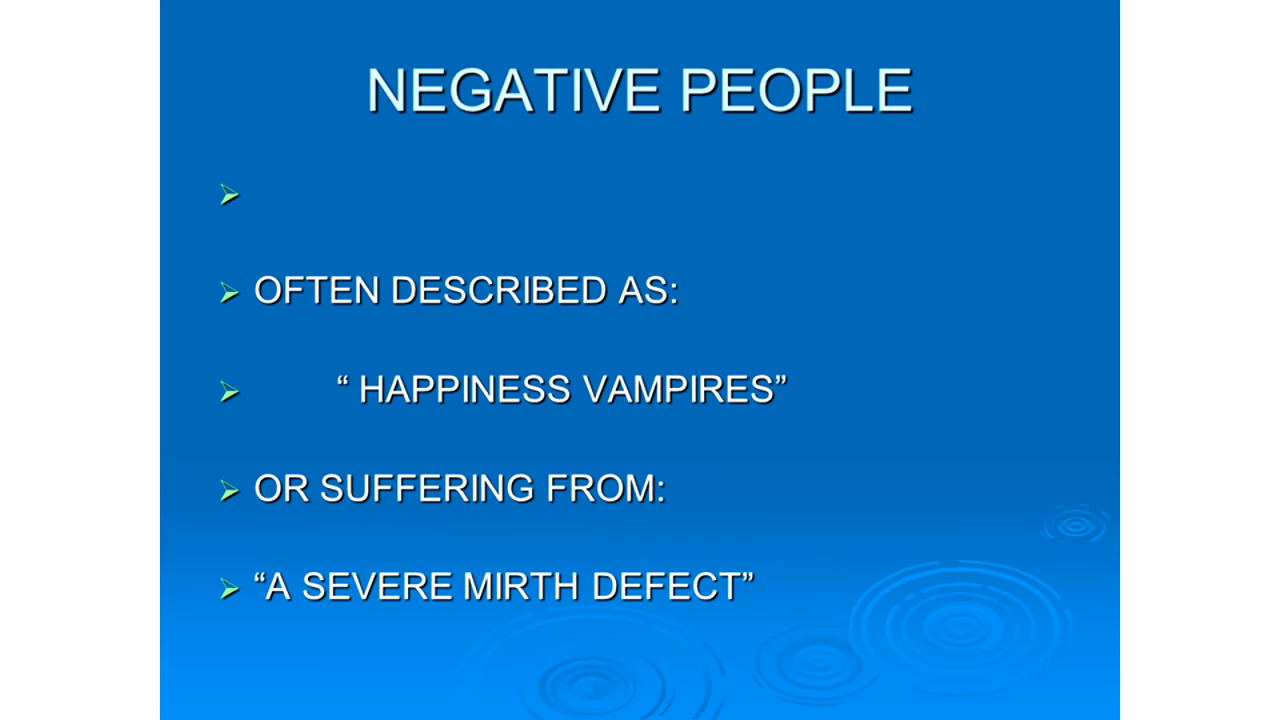 NEGATIVE PEOPLE
OFTEN DESCRIBED AS:
“ HAPPINESS VAMPIRES”
OR SUFFERING FROM:
“A SEVERE MIRTH DEFECT”